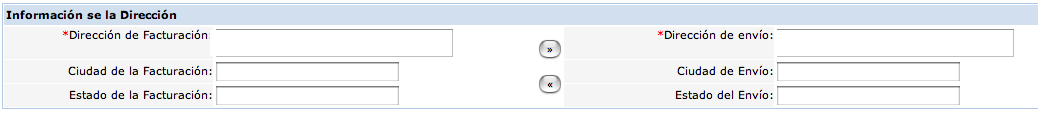 Información se la Dirección
*Dirección de Facturación:
»
*Dirección de envío:
Ciudad de la Facturación:
Ciudad de Envío:
«
Estado de la Facturación:
Estado del Envío: